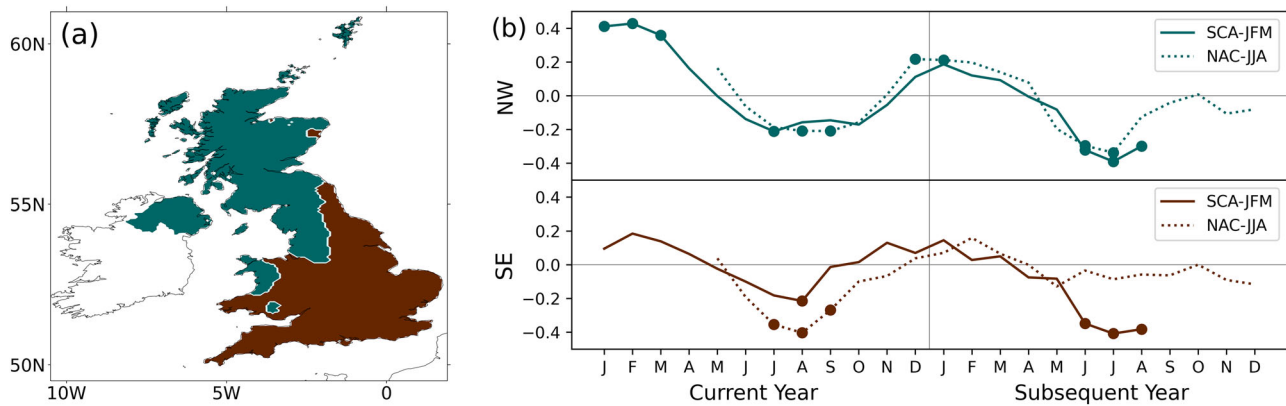 (a)
60N
55N
50N
10W 5W 0
(b)
NW
0.4
0.2
0.0
−0.2
−0.4
SCA-JFM
NAC-JJA
SE
0.4
0.2
0.0
−0.2
−0.4
SCA-JFM
NAC-JJA
J F M A M J J A S O N D J F M A M J J A S O N D
Current Year Subsequent Year